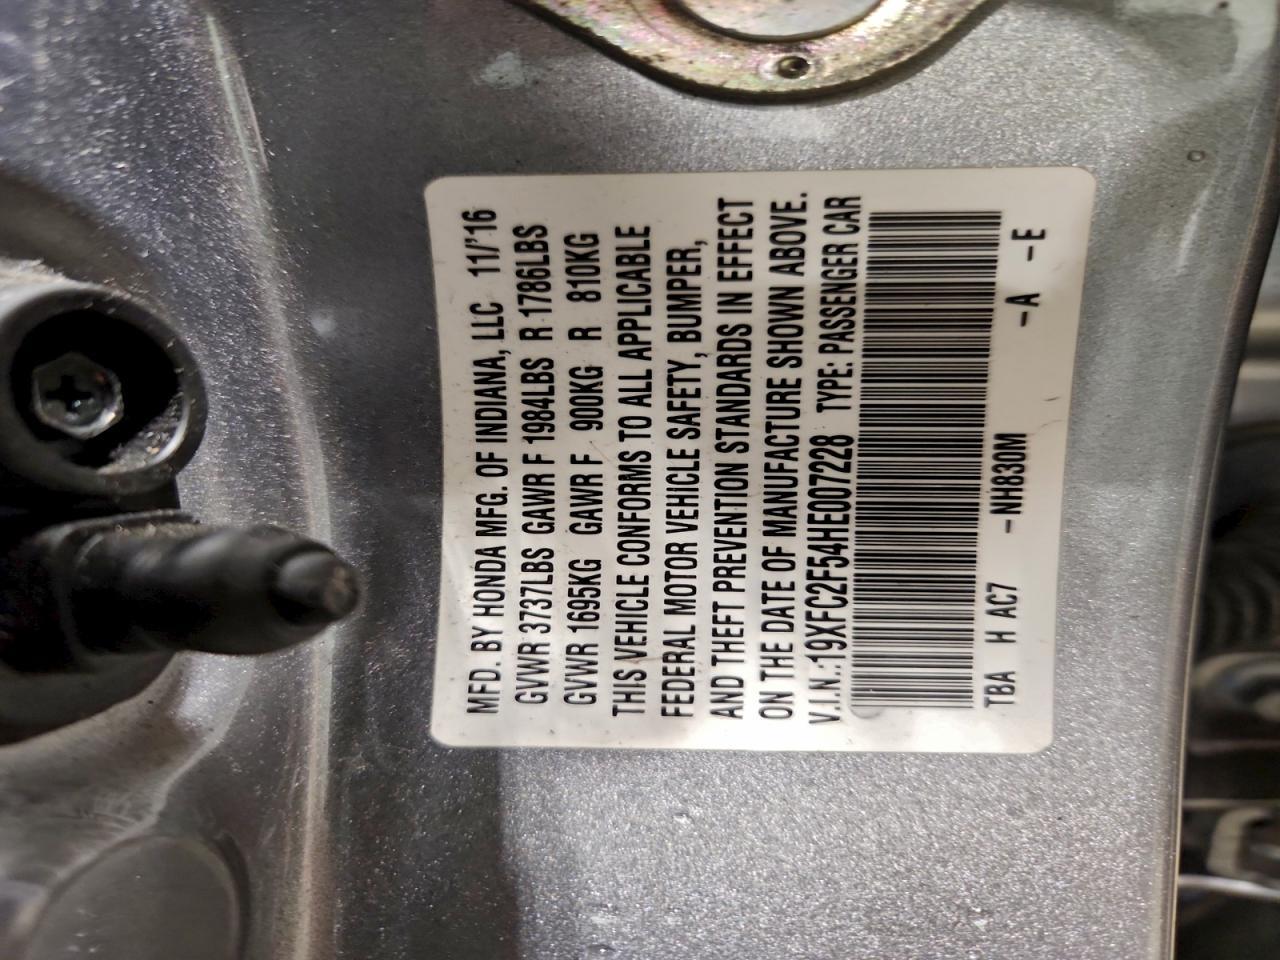 MFD. BY HONDA MFG. OF INDIANA, LLC 11/'16
GVWR 3737LBS GAWR F 1984LBS R 1786LBS
GVWR 1695KG GAWR F 900KG R 810KG
THIS VEHICLE CONFORMS TO ALL APPLICABLE
FEDERAL MOTOR VEHICLE SAFETY, BUMPER,
AND THEFT PREVENTION STANDARDS IN EFFECT
ON THE DATE OF MANUFACTURE SHOWN ABOVE.
V.I.N.:19XFC2F54HE007228 TYPE: PASSENGER CAR
TBA H AC7 -NH830M -A -E